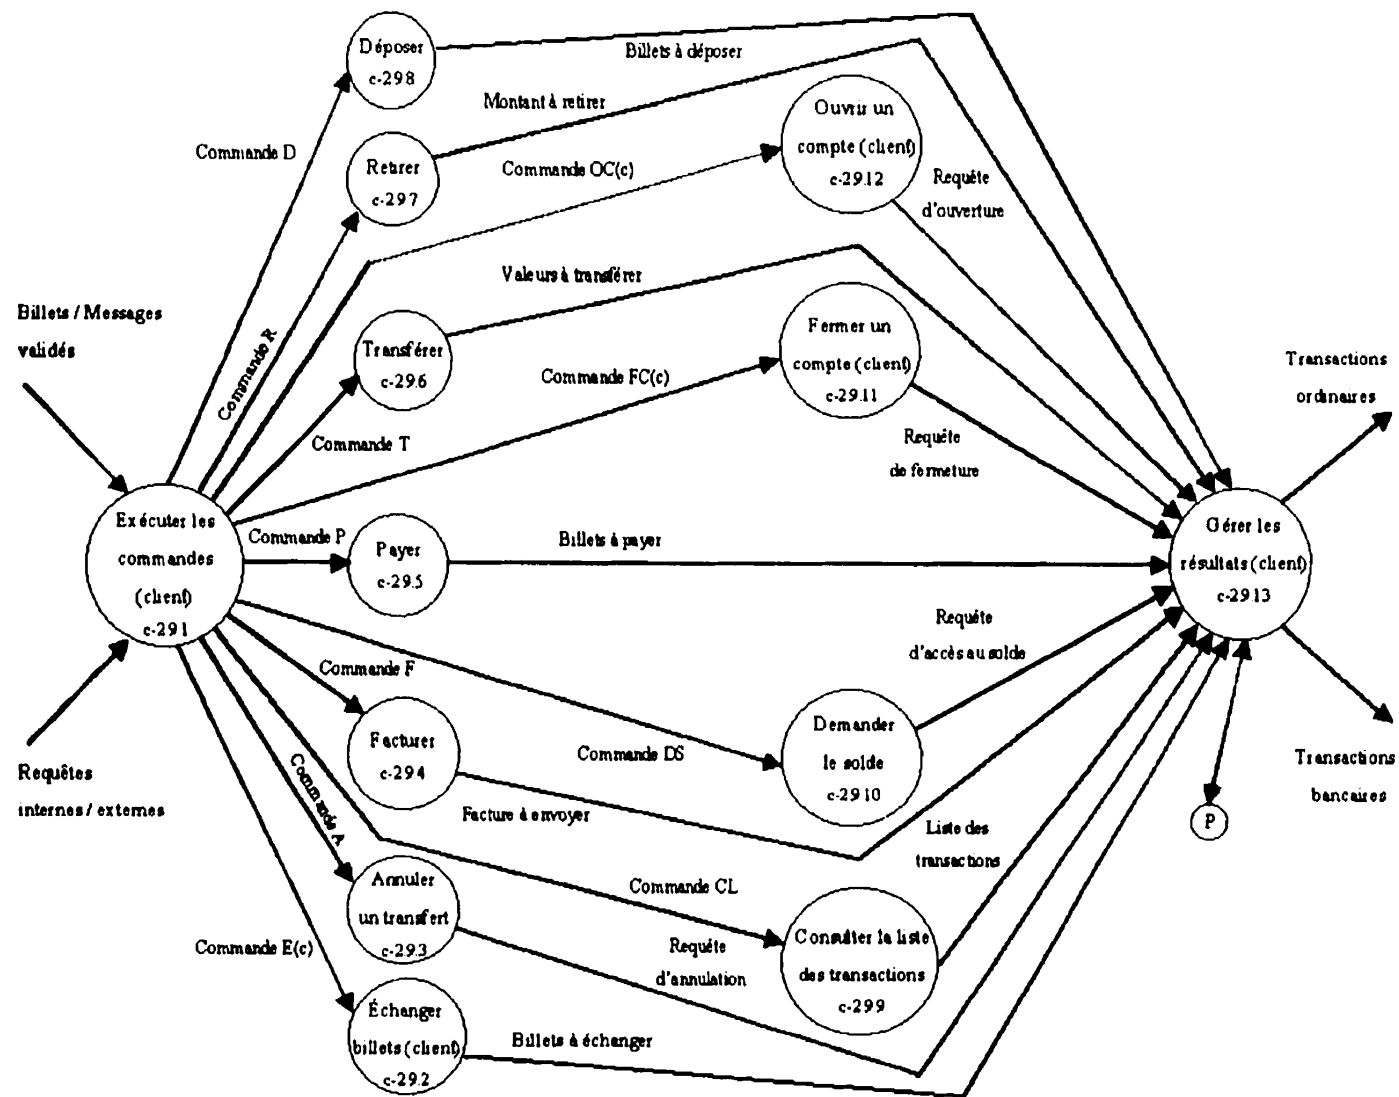 Déposer
c-298
Billets à déposer
Montant à retirer
Ouvrir un
compte (client)
c-29.12
Commande D
Retirer
c-29.7
Commande OC(c)
Requête
d'ouverture
Valeurs à transférer
Billets / Messages
validés
Commande R
Transférer
c-29.6
Fermer un
compte (client)
c-29.11
Commande FC(c)
Transactions
ordinaires
Commande T
Requête
de fermeture
Exécuter les
commandes
(client)
c-29.1
Commande P
Payer
c-29.5
Billets à payer
Gérer les
résultats (client)
c-29.13
Requête
d'accès au solde
Commande F
Requêtes
internes / externes
Facturer
c-29.4
Commande DS
Demander
le solde
c-29.10
Transactions
bancaires
Commande A
Facture à envoyer
Liste des
transactions
P
Annuler
un transfert
c-29.3
Commande CL
Consulter la liste
des transactions
c-29.9
Commande E(c)
Requête
d'annulation
Échanger
billets (client)
c-29.2
Billets à échanger